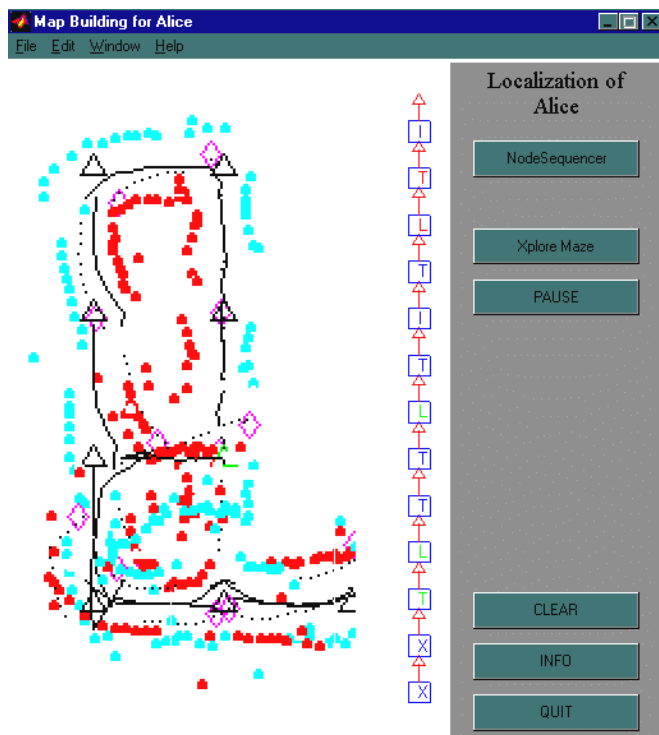 Map Building for Alice
File Edit Window Help
I
T
L
T
I
T
L
T
T
L
T
X
X
Localization of
Alice
NodeSequencer
Xplore Maze
PAUSE
CLEAR
INFO
QUIT